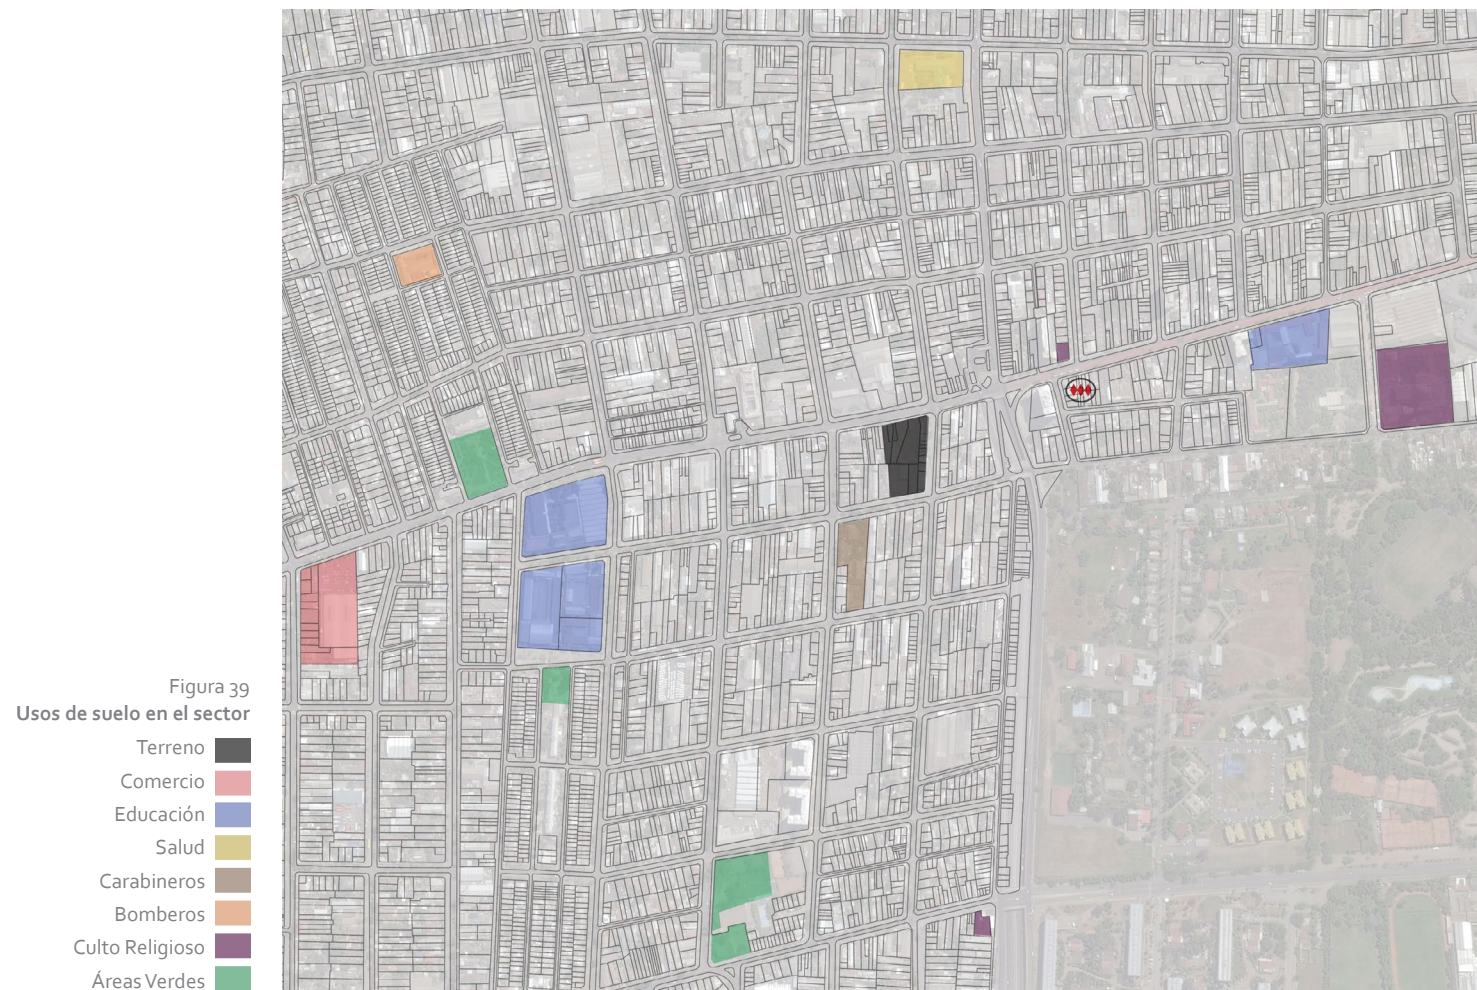 Figura 39
Usos de suelo en el sector
Terreno
Comercio
Educación
Salud
Carabineros
Bomberos
Culto Religioso
Áreas Verdes